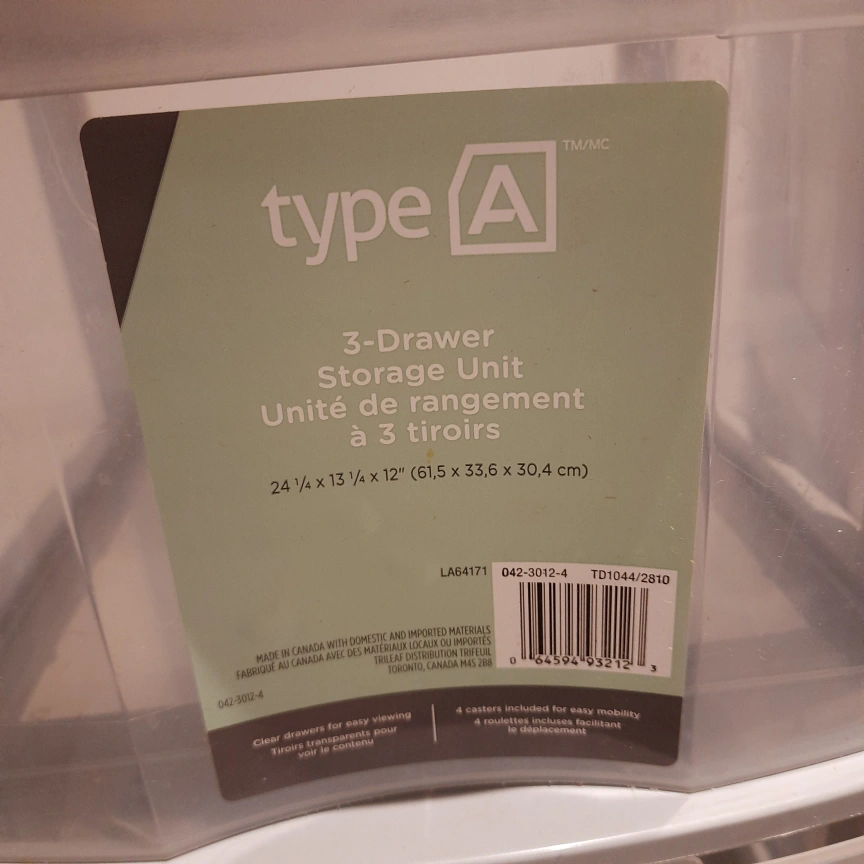 type A TM/MC
3-Drawer
Storage Unit
Unité de rangement
à 3 tiroirs
24 1/4 x 13 1/4 x 12" (61,5 x 33,6 x 30,4 cm)
LA64171
042-3012-4 TD1044/2810
0 64594 93212 3
MADE IN CANADA WITH DOMESTIC AND IMPORTED MATERIALS
FABRIQUÉ AU CANADA AVEC DES MATÉRIAUX LOCAUX OU IMPORTÉS
TRILEAF DISTRIBUTION TRIFEUIL
TORONTO, CANADA M4S 2B8
042-3012-4
Clear drawers for easy viewing
Tiroirs transparents pour
voir le contenu
4 casters included for easy mobility
4 roulettes incluses facilitant
le déplacement